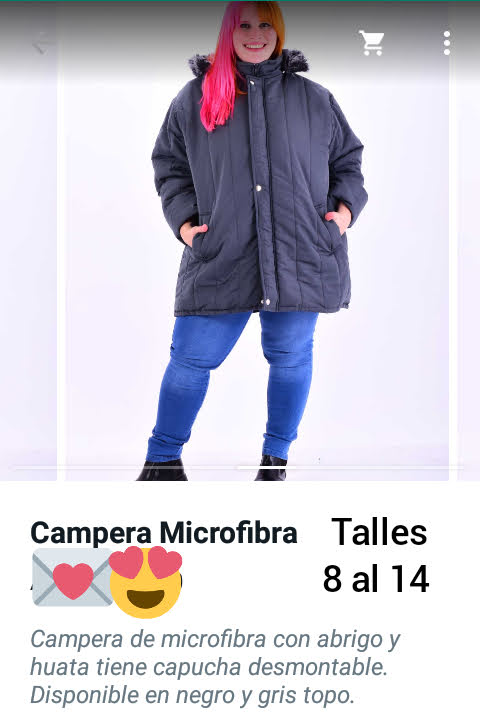 Campera Microfibra
Talles
8 al 14
Campera de microfibra con abrigo y
huata tiene capucha desmontable.
Disponible en negro y gris topo.